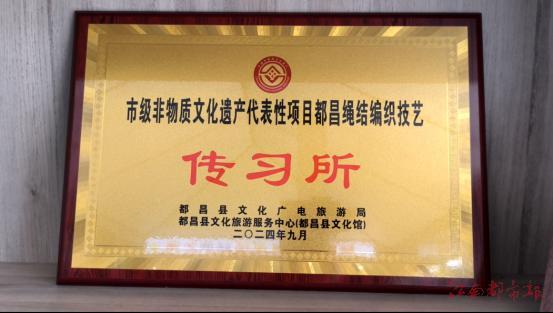 市级非物质文化遗产代表性项目都昌绳结编织技艺
传习所
都昌县文化广电旅游局
都昌县文化旅游服务中心(都昌县文化馆)
二〇二四年九月
江南都市报